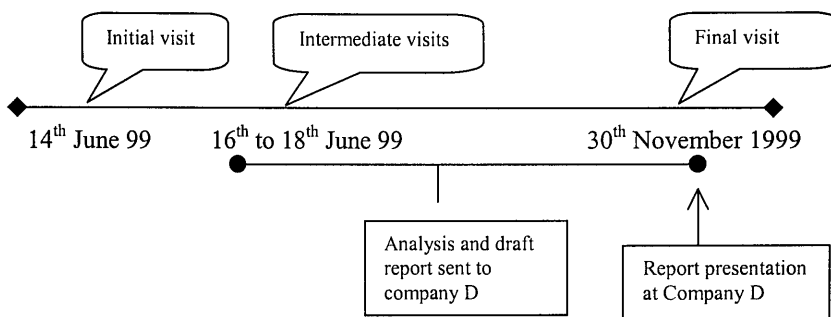 Initial visit
Intermediate visits
Final visit
14th June 99
16th to 18th June 99
30th November 1999
Analysis and draft
report sent to
company D
Report presentation
at Company D